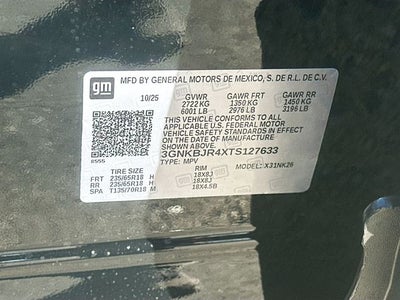 gm
MFD BY GENERAL MOTORS DE MEXICO, S. DE R.L. DE C.V.
10/25 GVWR GAWR FRT GAWR RR
2722 KG 1350 KG 1450 KG
6001 LB 2976 LB 3196 LB
THIS VEHICLE CONFORMS TO ALL
APPLICABLE U.S. FEDERAL MOTOR
VEHICLE SAFETY STANDARDS IN EFFECT
ON THE DATE OF MANUFACTURE
3GNKBJR4XTS127633
TYPE: MPV MODEL: X31NK26
TIRE SIZE RIM
FRT 235/65R18 H 18X8J
RR 235/65R18 H 18X8J
SPA T135/70R18 M 18X4.5B